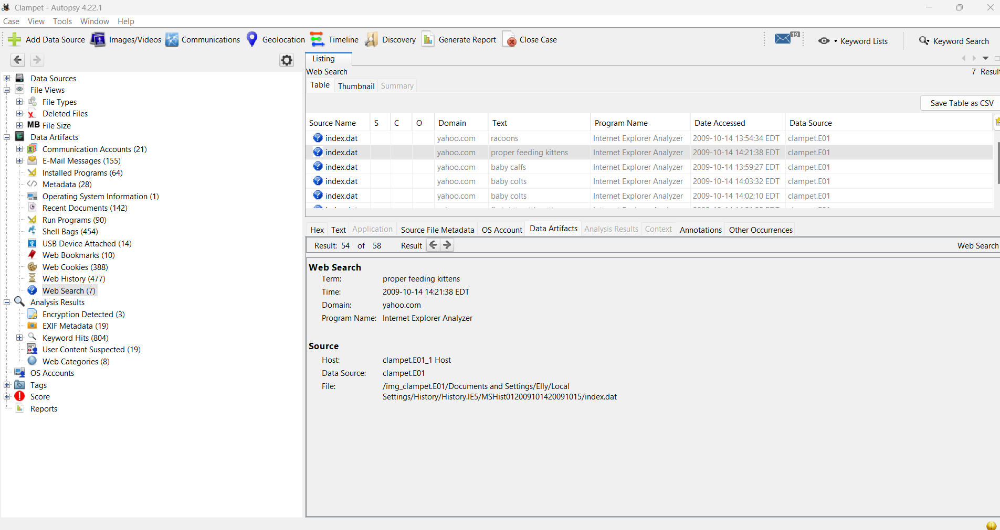 Clampet - Autopsy 4.22.1
Case View Tools Window Help
Add Data Source Images/Videos Communications Geolocation Timeline Discovery Generate Report Close Case 19 Keyword Lists Keyword Search
Listing
Web Search 7 Result
Table Thumbnail Summary
Save Table as CSV
Source Name S C O Domain Text Program Name Date Accessed Data Source
index.dat yahoo.com racoons Internet Explorer Analyzer 2009-10-14 13:54:34 EDT clampet.E01
index.dat yahoo.com proper feeding kittens Internet Explorer Analyzer 2009-10-14 14:21:38 EDT clampet.E01
index.dat yahoo.com baby calfs Internet Explorer Analyzer 2009-10-14 13:59:27 EDT clampet.E01
index.dat yahoo.com baby colts Internet Explorer Analyzer 2009-10-14 14:03:32 EDT clampet.E01
index.dat yahoo.com baby colts Internet Explorer Analyzer 2009-10-14 14:02:10 EDT clampet.E01
Data Sources
File Views
File Types
Deleted Files
MB File Size
Data Artifacts
Communication Accounts (21)
E-Mail Messages (155)
Installed Programs (64)
Metadata (28)
Operating System Information (1)
Recent Documents (142)
Run Programs (90)
Shell Bags (454)
USB Device Attached (14)
Web Bookmarks (10)
Web Cookies (388)
Web History (477)
Web Search (7)
Analysis Results
Encryption Detected (3)
EXIF Metadata (19)
Keyword Hits (804)
User Content Suspected (19)
Web Categories (8)
OS Accounts
Tags
Score
Reports
Hex Text Application Source File Metadata OS Account Data Artifacts Analysis Results Context Annotations Other Occurrences
Result: 54 of 58 Result Web Search
Web Search
Term: proper feeding kittens
Time: 2009-10-14 14:21:38 EDT
Domain: yahoo.com
Program Name: Internet Explorer Analyzer
Source
Host: clampet.E01_1 Host
Data Source: clampet.E01
File: /img_clampet.E01/Documents and Settings/Elly/Local
Settings/History/History.IE5/MSHist012009101420091015/index.dat